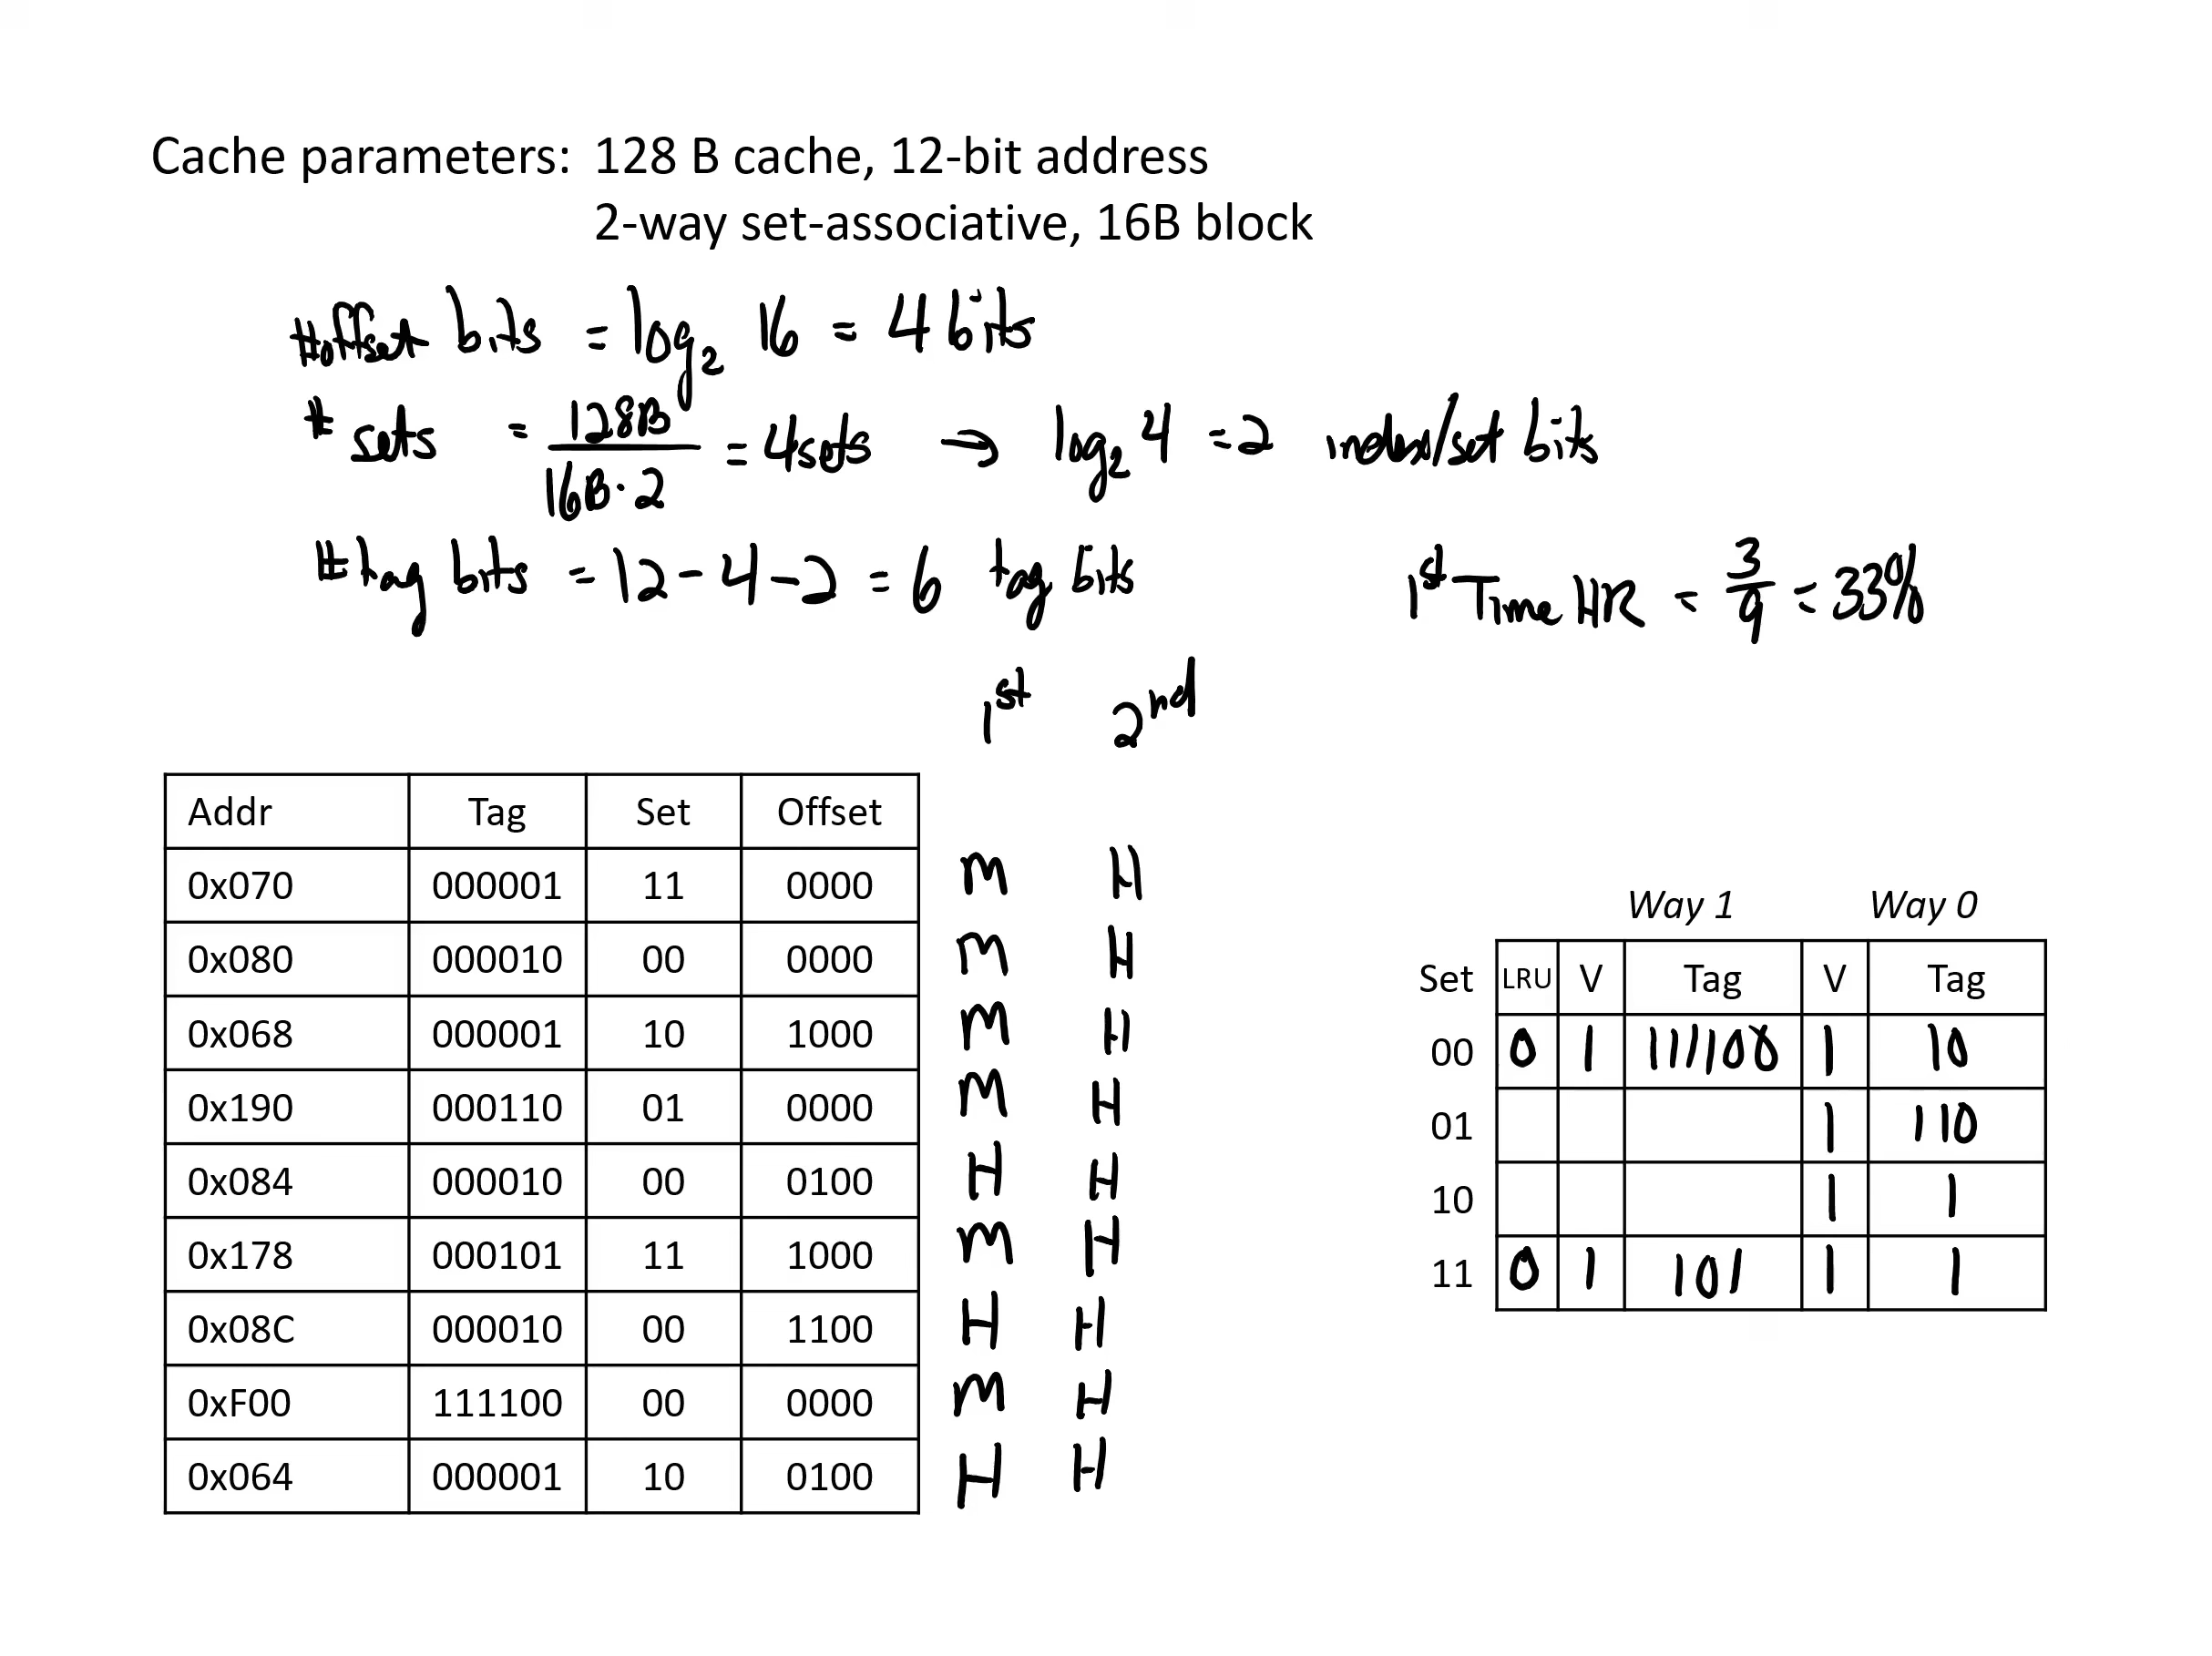 Cache parameters: 128 B cache, 12-bit address
2-way set-associative, 16B block
#offset bits = log₂ 16 = 4 bits
# sets = 128B / 16B·2 = 4sets → log₂ 4 = 2 index/set bits
# tag bits = 12 - 4 - 2 = 6 tag bits
1st Time HR = 3/9 = 33%
1st 2nd
Addr Tag Set Offset
0x070 000001 11 0000 M H
0x080 000010 00 0000 M H
0x068 000001 10 1000 M H
0x190 000110 01 0000 M H
0x084 000010 00 0100 H H
0x178 000101 11 1000 M H
0x08C 000010 00 1100 H H
0xF00 111100 00 0000 M H
0x064 000001 10 0100 H H
Way 1 Way 0
Set LRU V Tag V Tag
00 0 1 111100 1 10
01 1 110
10 1 1
11 0 1 101 1 1